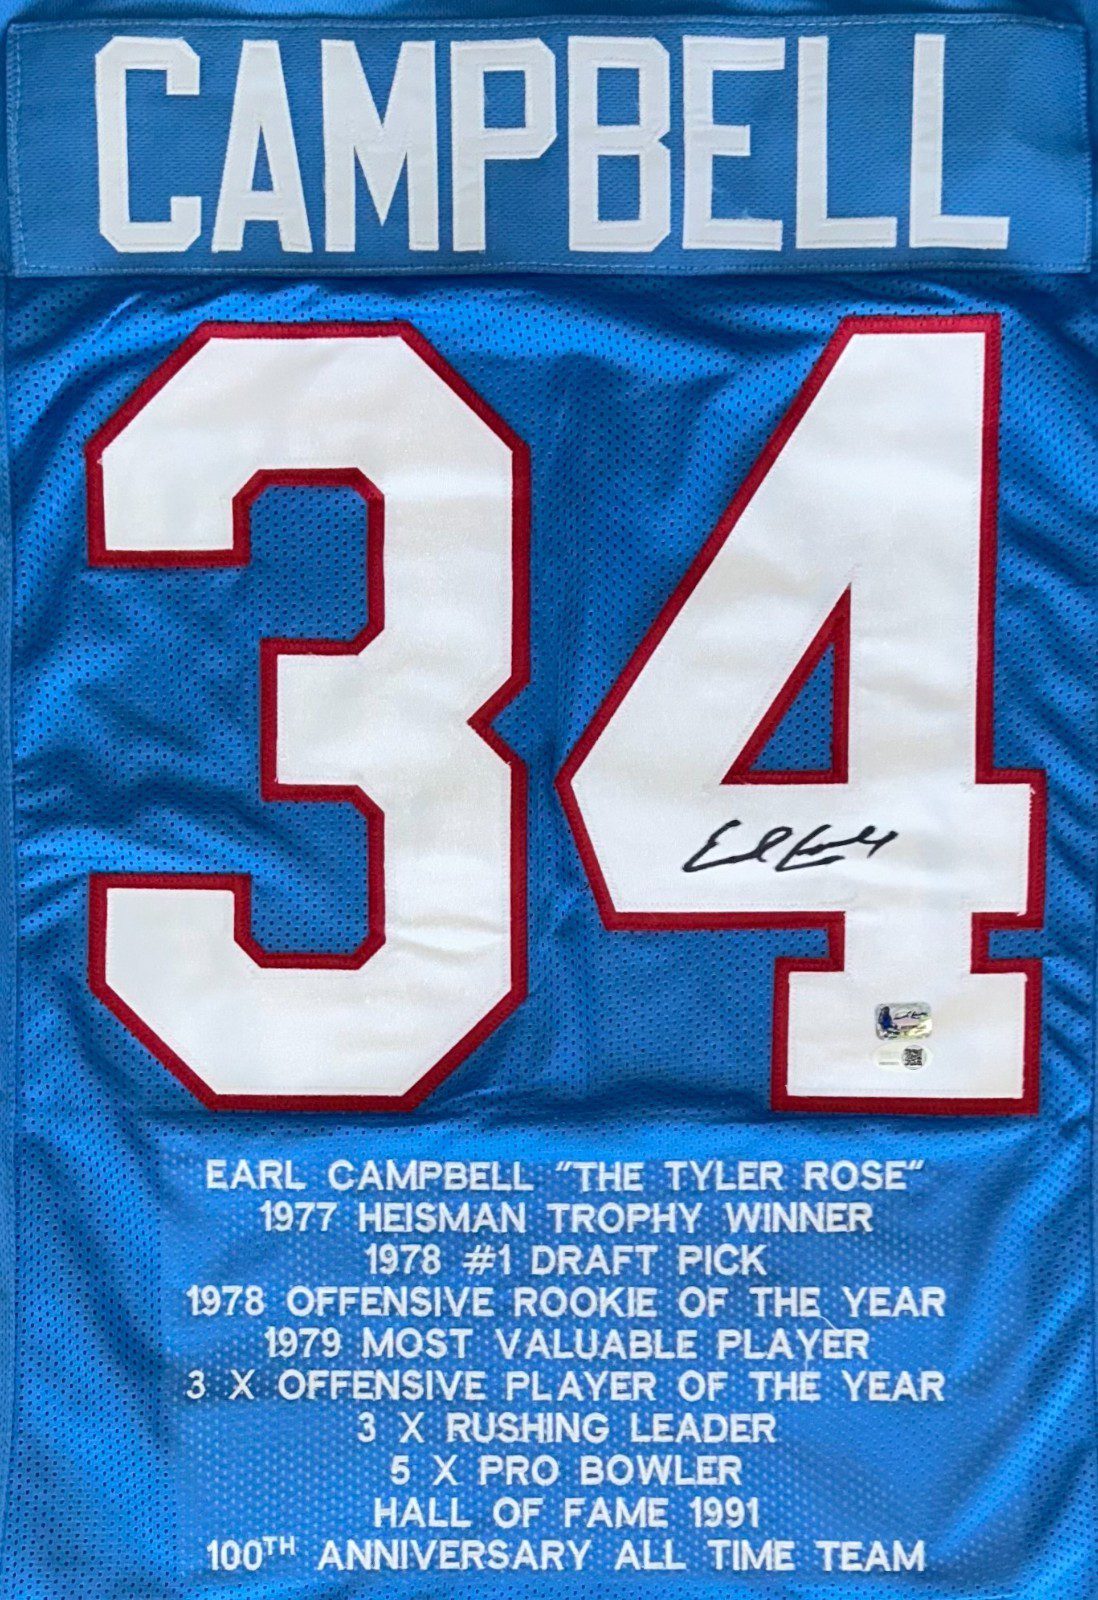 CAMPBELL
34
EARL CAMPBELL "THE TYLER ROSE"
1977 HEISMAN TROPHY WINNER
1978 #1 DRAFT PICK
1978 OFFENSIVE ROOKIE OF THE YEAR
1979 MOST VALUABLE PLAYER
3 X OFFENSIVE PLAYER OF THE YEAR
3 X RUSHING LEADER
5 X PRO BOWLER
HALL OF FAME 1991
100TH ANNIVERSARY ALL TIME TEAM